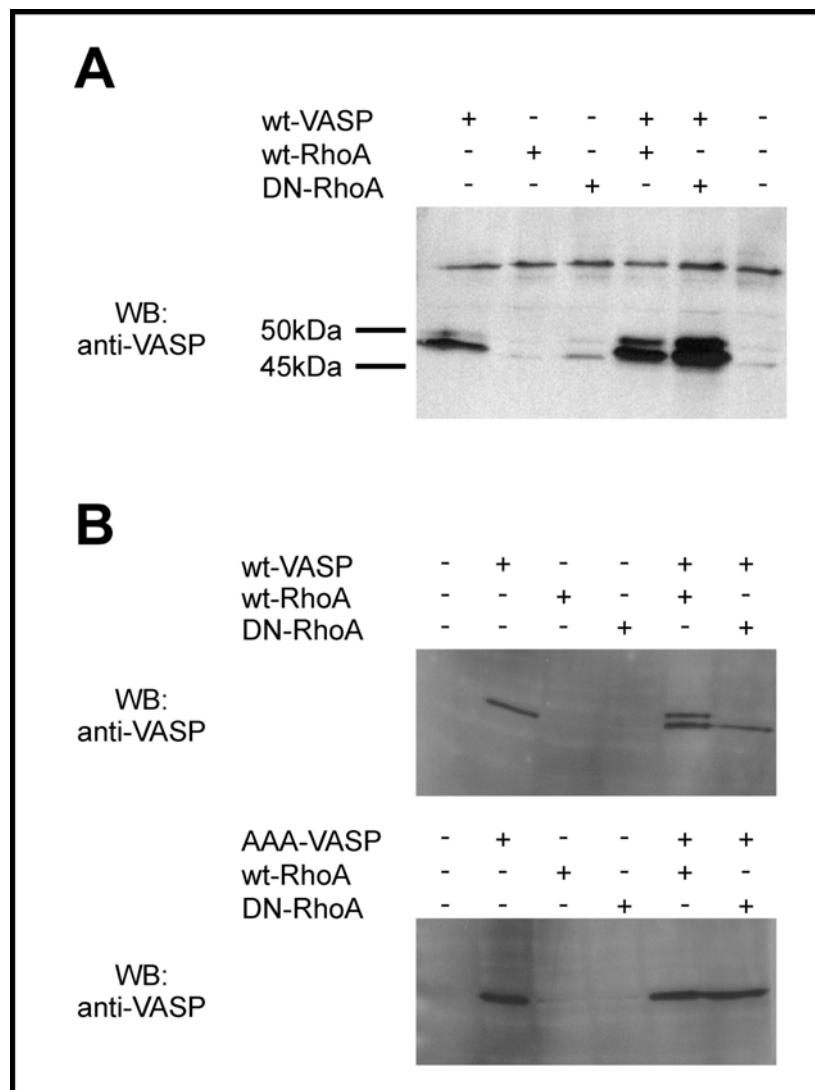 A
wt-VASP + - - + + -
wt-RhoA - + - + - -
DN-RhoA - - + - + -
WB:
anti-VASP
50kDa
45kDa
B
wt-VASP - + - - + +
wt-RhoA - - + - + -
DN-RhoA - - - + - +
WB:
anti-VASP
AAA-VASP - + - - + +
wt-RhoA - - + - + -
DN-RhoA - - - + - +
WB:
anti-VASP